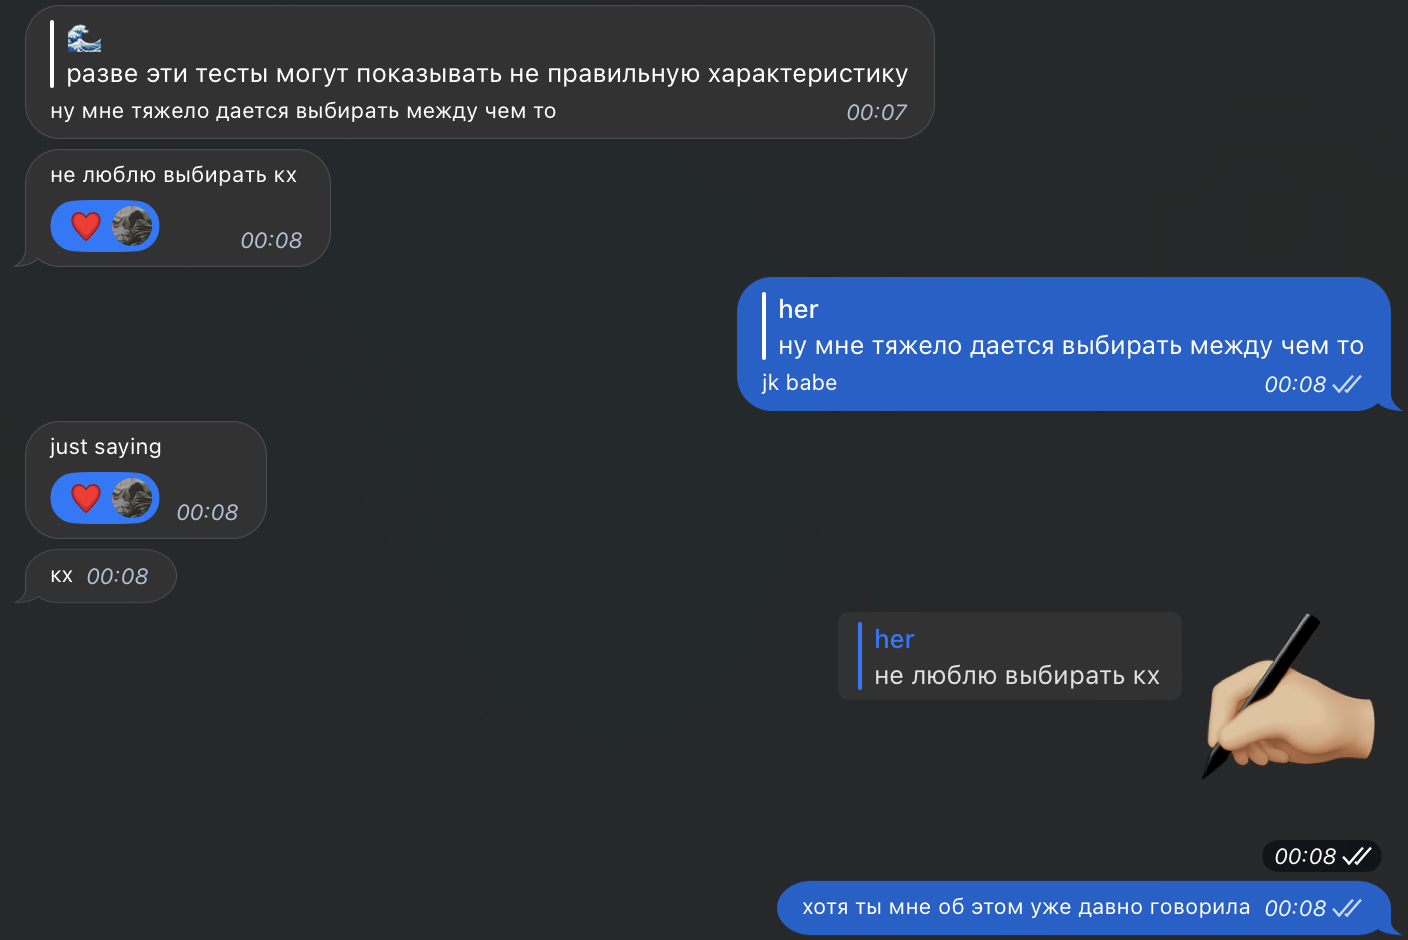 🌊
разве эти тесты могут показывать не правильную характеристику
ну мне тяжело дается выбирать между чем то 00:07
не люблю выбирать кх
❤️ 00:08
her
ну мне тяжело дается выбирать между чем то
jk babe 00:08
just saying
❤️ 00:08
кх 00:08
her
не люблю выбирать кх
✍🏼
00:08
хотя ты мне об этом уже давно говорила 00:08